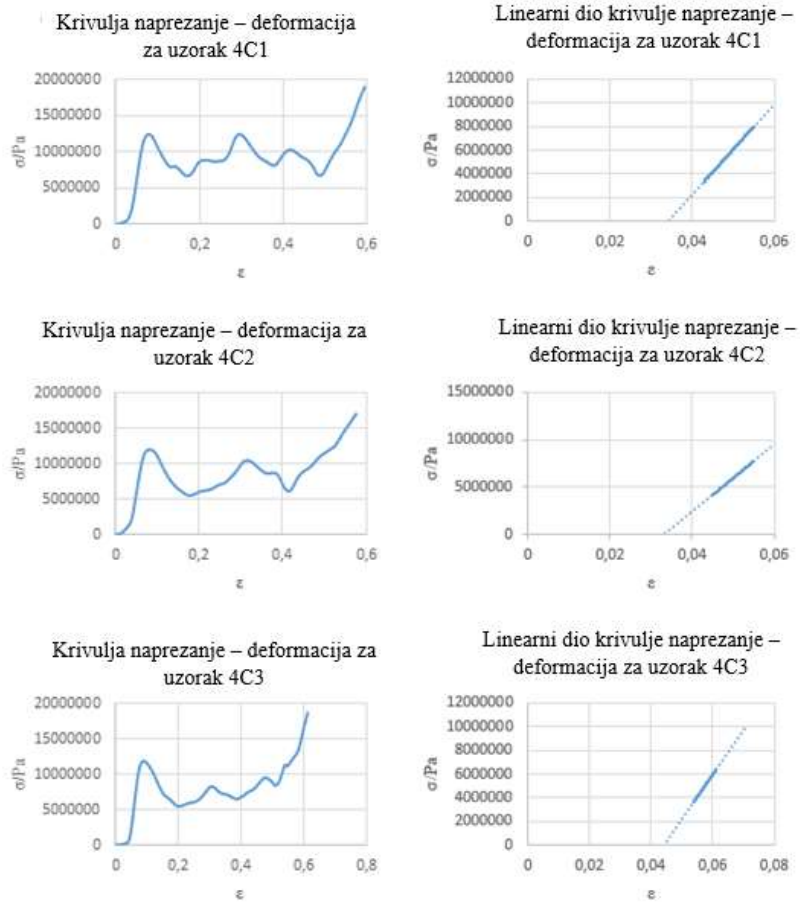 Krivulja naprezanje – deformacija
za uzorak 4C1
20000000
15000000
10000000
5000000
0
σ/Pa
0
0,2
0,4
0,6
ε
Linearni dio krivulje naprezanje –
deformacija za uzorak 4C1
12000000
10000000
8000000
6000000
4000000
2000000
0
σ/Pa
0
0,02
0,04
0,06
ε
Krivulja naprezanje – deformacija za
uzorak 4C2
20000000
15000000
10000000
5000000
0
σ/Pa
0
0,2
0,4
0,6
ε
Linearni dio krivulje naprezanje –
deformacija za uzorak 4C2
15000000
10000000
5000000
0
σ/Pa
0
0,02
0,04
0,06
ε
Krivulja naprezanje – deformacija za
uzorak 4C3
20000000
15000000
10000000
5000000
0
σ/Pa
0
0,2
0,4
0,6
0,8
ε
Linearni dio krivulje naprezanje –
deformacija za uzorak 4C3
12000000
10000000
8000000
6000000
4000000
2000000
0
σ/Pa
0
0,02
0,04
0,06
0,08
ε